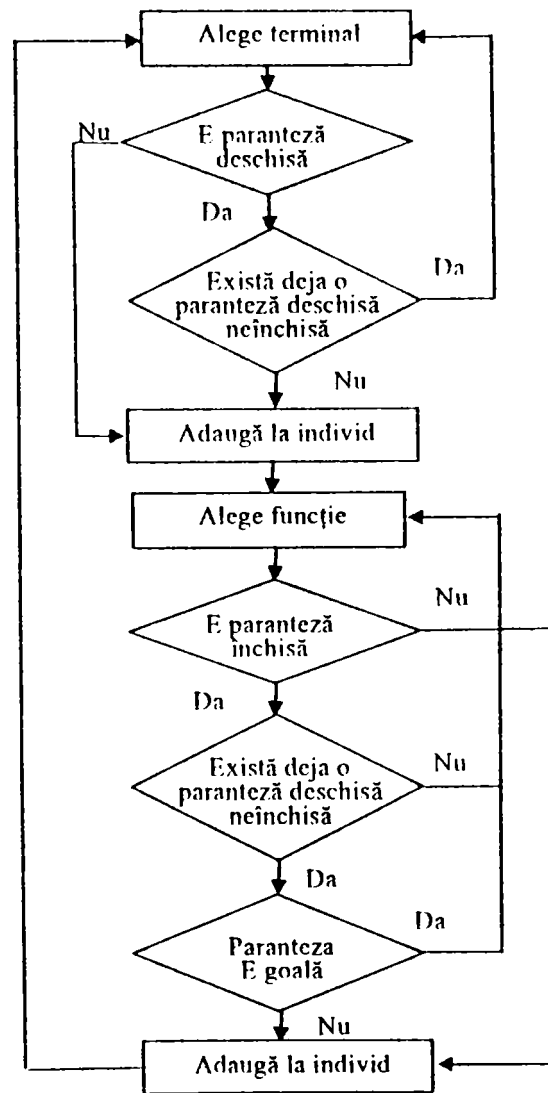 Alege terminal
Nu
E paranteză
deschisă
Da
Există deja o
paranteză deschisă
neînchisă
Da
Nu
Adaugă la individ
Alege funcție
Nu
E paranteză
închisă
Da
Există deja o
paranteză deschisă
neînchisă
Nu
Da
Paranteza
E goală
Da
Nu
Adaugă la individ